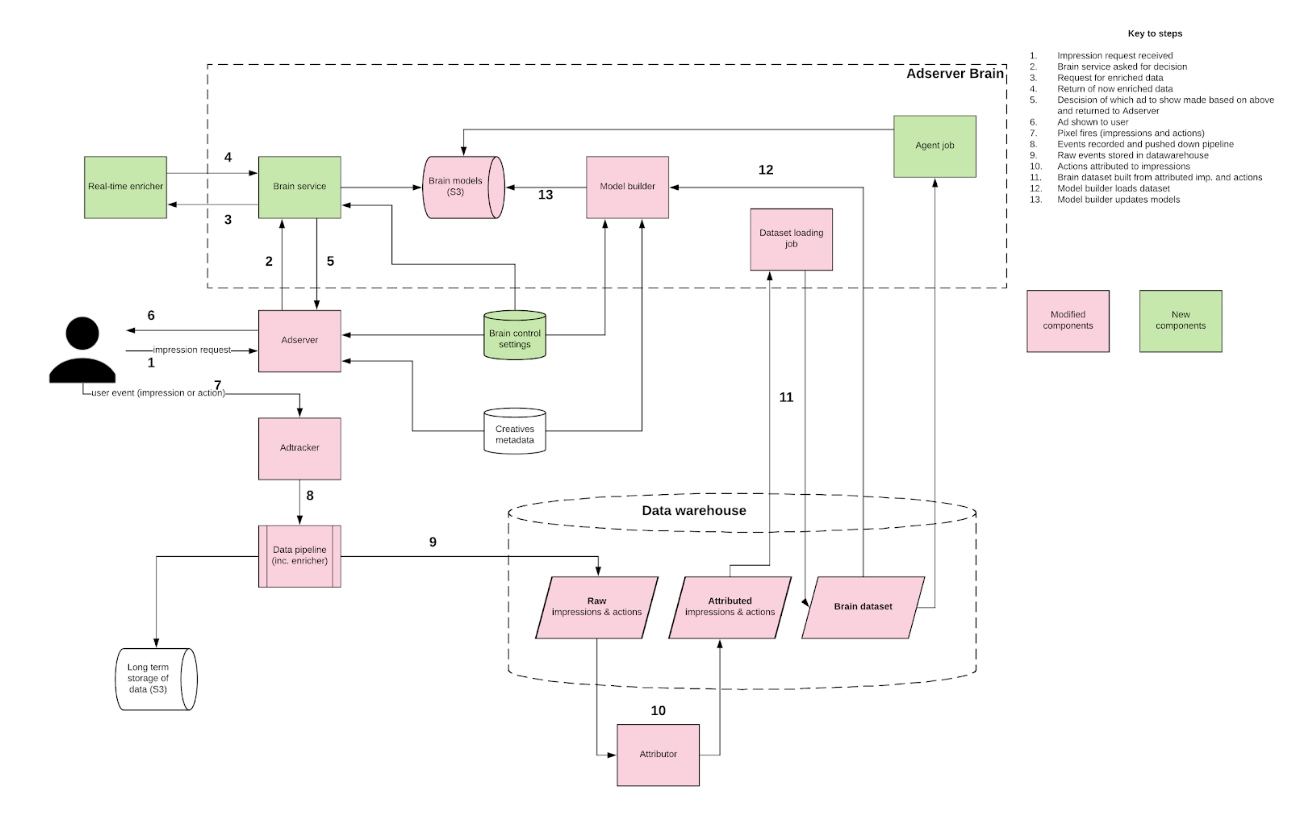 Key to steps
1. Impression request received
2. Brain service asked for decision
3. Request for enriched data
4. Return of now enriched data
5. Descision of which ad to show made based on above
and returned to Adserver
6. Ad shown to user
7. Pixel fires (impressions and actions)
8. Events recorded and pushed down pipeline
9. Raw events stored in datawarehouse
10. Actions attributed to impressions
11. Brain dataset built from attributed imp. and actions
12. Model builder loads dataset
13. Model builder updates models
Adserver Brain
Agent job
4
Real-time enricher
3
Brain service
Brain models
(S3)
13
Model builder
12
Dataset loading
job
2
5
Modified
components
New
components
6
impression request
1
Adserver
Brain control
settings
7
user event (impression or action)
11
Creatives
metadata
Adtracker
8
Data warehouse
Data pipeline
(inc. enricher)
9
Raw
impressions & actions
Attributed
impressions & actions
Brain dataset
Long term
storage of
data (S3)
10
Attributor